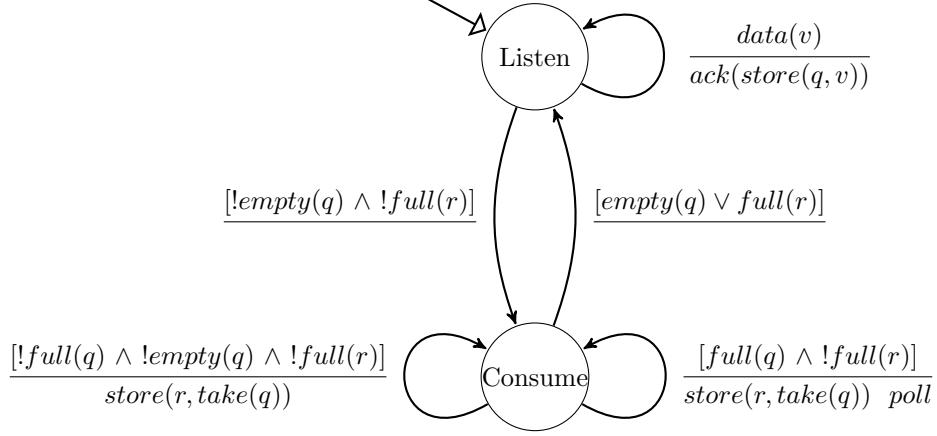 Listen
data(v)
ack(store(q, v))
[!empty(q) ∧ !full(r)]
[empty(q) ∨ full(r)]
[!full(q) ∧ !empty(q) ∧ !full(r)]
store(r, take(q))
Consume
[full(q) ∧ !full(r)]
store(r, take(q)) poll